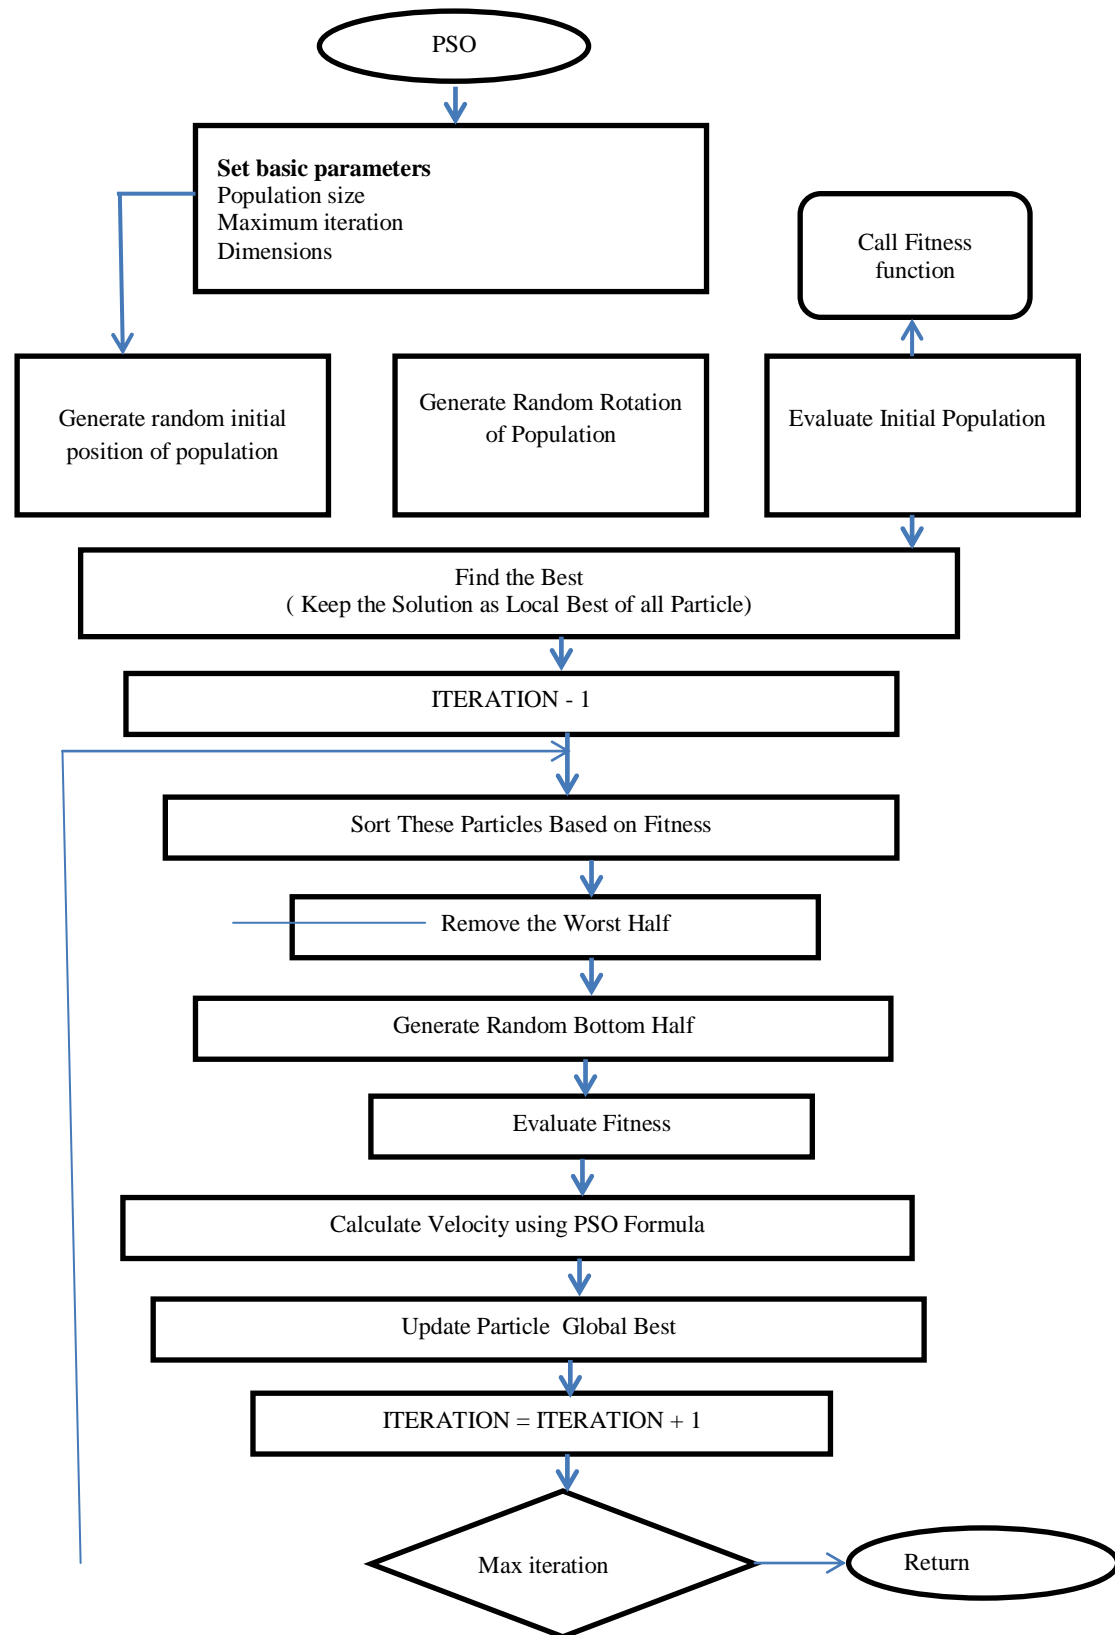 PSO
Set basic parameters
Population size
Maximum iteration
Dimensions
Call Fitness
function
Generate random initial
position of population
Generate Random Rotation
of Population
Evaluate Initial Population
Find the Best
( Keep the Solution as Local Best of all Particle)
ITERATION - 1
Sort These Particles Based on Fitness
Remove the Worst Half
Generate Random Bottom Half
Evaluate Fitness
Calculate Velocity using PSO Formula
Update Particle  Global Best
ITERATION = ITERATION + 1
Max iteration
Return